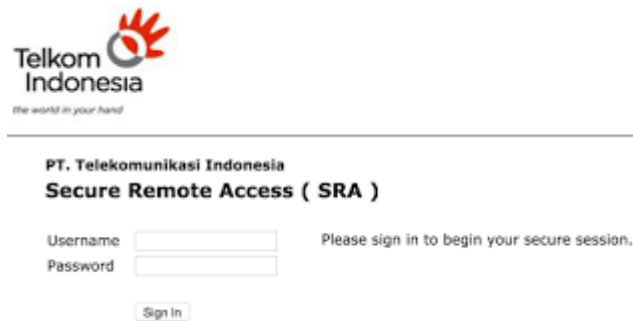 Telkom
Indonesia
the world in your hand
PT. Telekomunikasi Indonesia
Secure Remote Access ( SRA )
Username
Please sign in to begin your secure session.
Password
Sign In